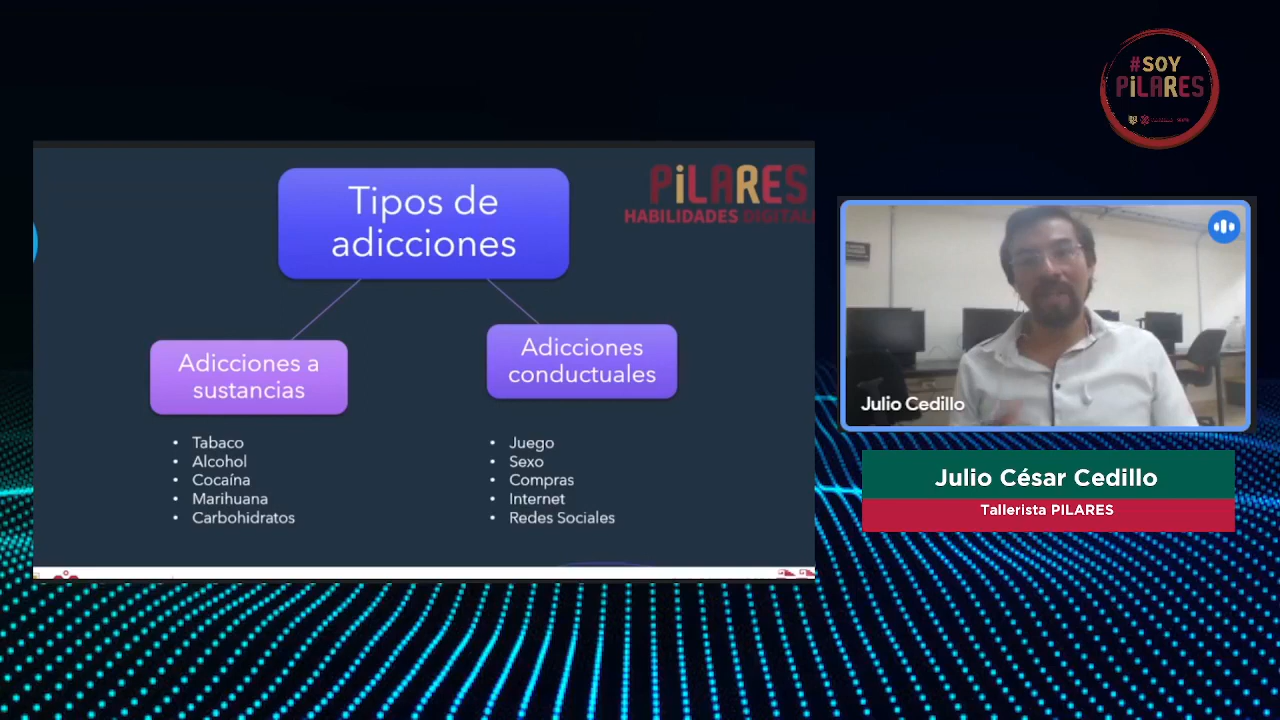 #SOY
PiLARES
PiLARES
HABILIDADES DIGITAL
Tipos de
adicciones
Adicciones a
sustancias
• Tabaco
• Alcohol
• Cocaína
• Marihuana
• Carbohidratos
Adicciones
conductuales
• Juego
• Sexo
• Compras
• Internet
• Redes Sociales
Julio Cedillo
Julio César Cedillo
Tallerista PILARES